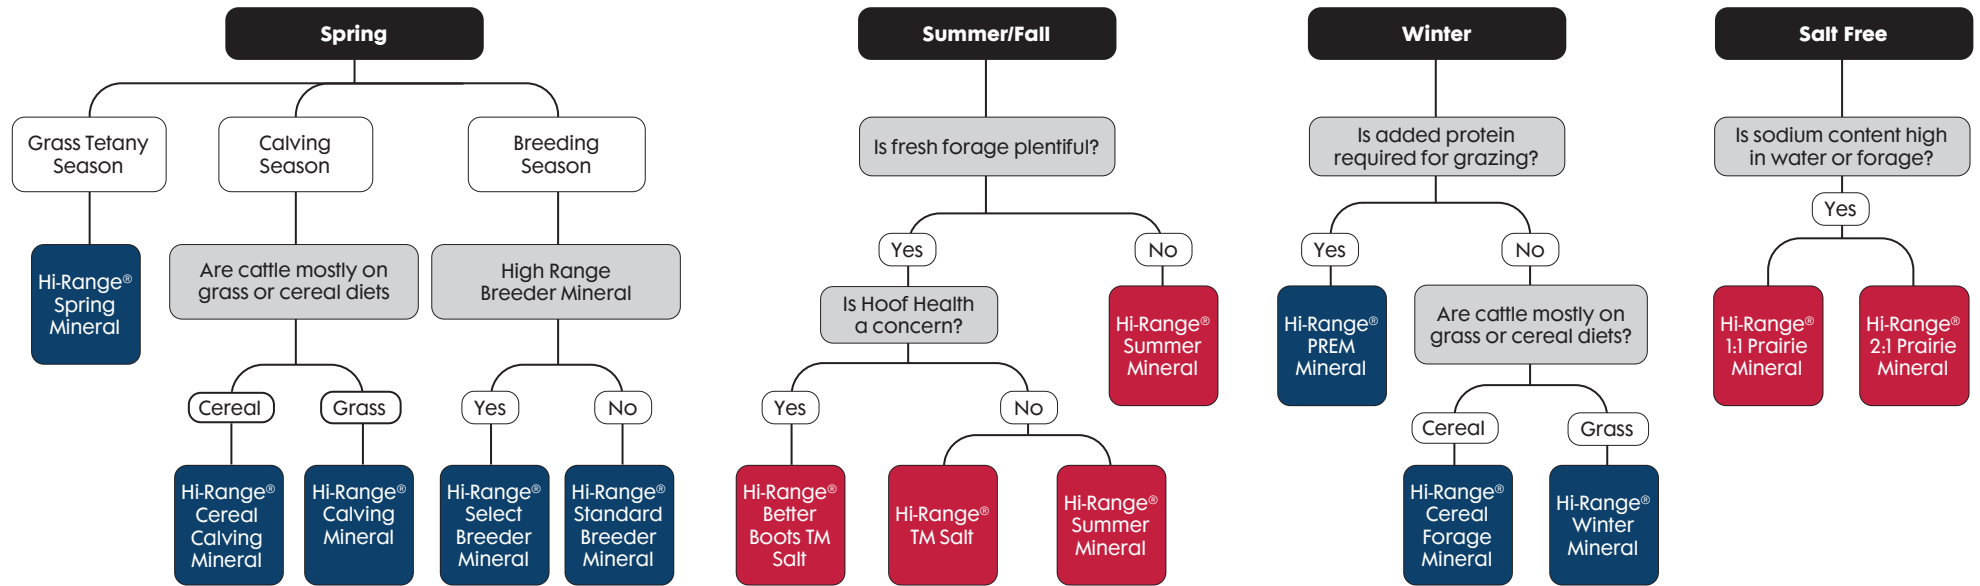 Spring
Grass Tetany
Season
Hi-Range®
Spring
Mineral
Calving
Season
Are cattle mostly on
grass or cereal diets
Cereal
Hi-Range®
Cereal
Calving
Mineral
Grass
Hi-Range®
Calving
Mineral
Breeding
Season
High Range
Breeder Mineral
Yes
Hi-Range®
Select
Breeder
Mineral
No
Hi-Range®
Standard
Breeder
Mineral
Summer/Fall
Is fresh forage plentiful?
Yes
Is Hoof Health
a concern?
Yes
Hi-Range®
Better
Boots TM
Salt
No
Hi-Range®
TM Salt
Hi-Range®
Summer
Mineral
No
Hi-Range®
Summer
Mineral
Winter
Is added protein
required for grazing?
Yes
Hi-Range®
PREM
Mineral
No
Are cattle mostly on
grass or cereal diets?
Cereal
Hi-Range®
Cereal
Forage
Mineral
Grass
Hi-Range®
Winter
Mineral
Salt Free
Is sodium content high
in water or forage?
Yes
Hi-Range®
1:1 Prairie
Mineral
Hi-Range®
2:1 Prairie
Mineral